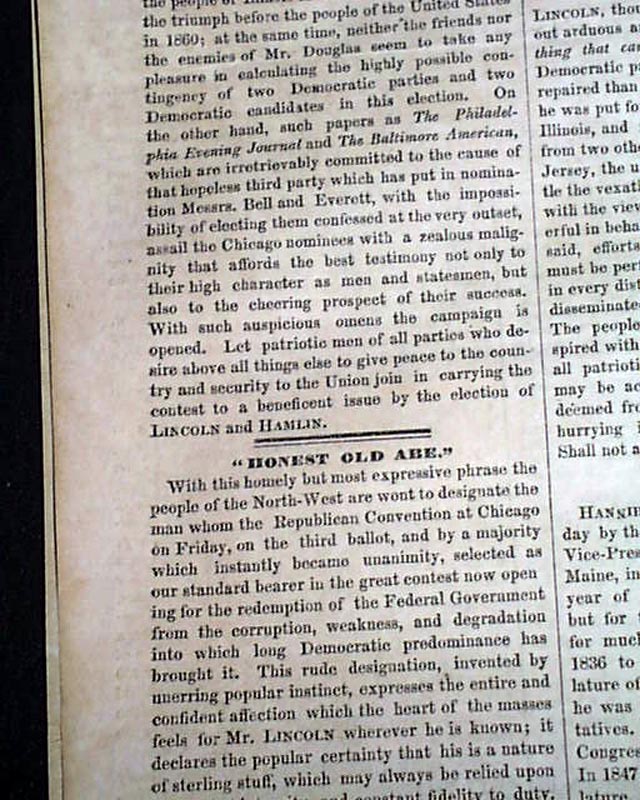 the people of
the triumph before the people of the United States
in 1860; at the same time, neither the friends nor
the enemies of Mr. Douglas seem to take any
pleasure in calculating the highly possible con-
tingency of two Democratic parties and two
Democratic candidates in this election. On
the other hand, such papers as The Philadel-
phia Evening Journal and The Baltimore American,
which are irretrievably committed to the cause of
that hopeless third party which has put in nomina-
tion Messrs. Bell and Everett, with the impossi-
bility of electing them confessed at the very outset,
assail the Chicago nominees with a zealous malig-
nity that affords the best testimony not only to
their high character as men and statesmen, but
also to the cheering prospect of their success.
With such auspicious omens the campaign is
opened. Let patriotic men of all parties who de-
sire above all things else to give peace to the coun-
try and security to the Union join in carrying the
contest to a beneficent issue by the election of
LINCOLN and HAMLIN.
"HONEST OLD ABE."
With this homely but most expressive phrase the
people of the North-West are wont to designate the
man whom the Republican Convention at Chicago
on Friday, on the third ballot, and by a majority
which instantly became unanimity, selected as
our standard bearer in the great contest now open
ing for the redemption of the Federal Government
from the corruption, weakness, and degradation
into which long Democratic predominance has
brought it. This rude designation, invented by
unerring popular instinct, expresses the entire and
confident affection which the heart of the masses
feels for Mr. LINCOLN wherever he is known; it
declares the popular certainty that his is a nature
of sterling stuff, which may always be relied upon
and constant fidelity to duty.
LINCOLN, thou
out arduous a
thing that ca
Democratic p
repaired than
he was put fo
Illinois, and
from two oth
Jersey, the u
tle the vexati
with the view
erful in beha
said, efforts
must be per
in every dist
disseminate
The people
spired with
all patrioti
may be ac
deemed fr
hurrying i
Shall not a
HANNIB
day by th
Vice-Pres
Maine, in
year of
but for
for much
1836 to
lature of
he was
tatives.
Congres
In 1847
lature